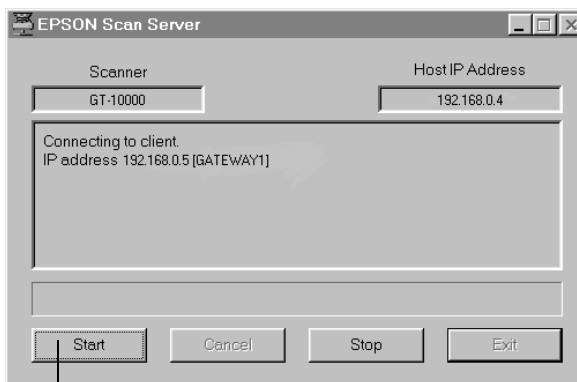 EPSON Scan Server
Scanner
Host IP Address
GT-10000
192.168.0.4
Connecting to client.
IP address 192.168.0.5 [GATEWAY1]
Start
Cancel
Stop
Exit